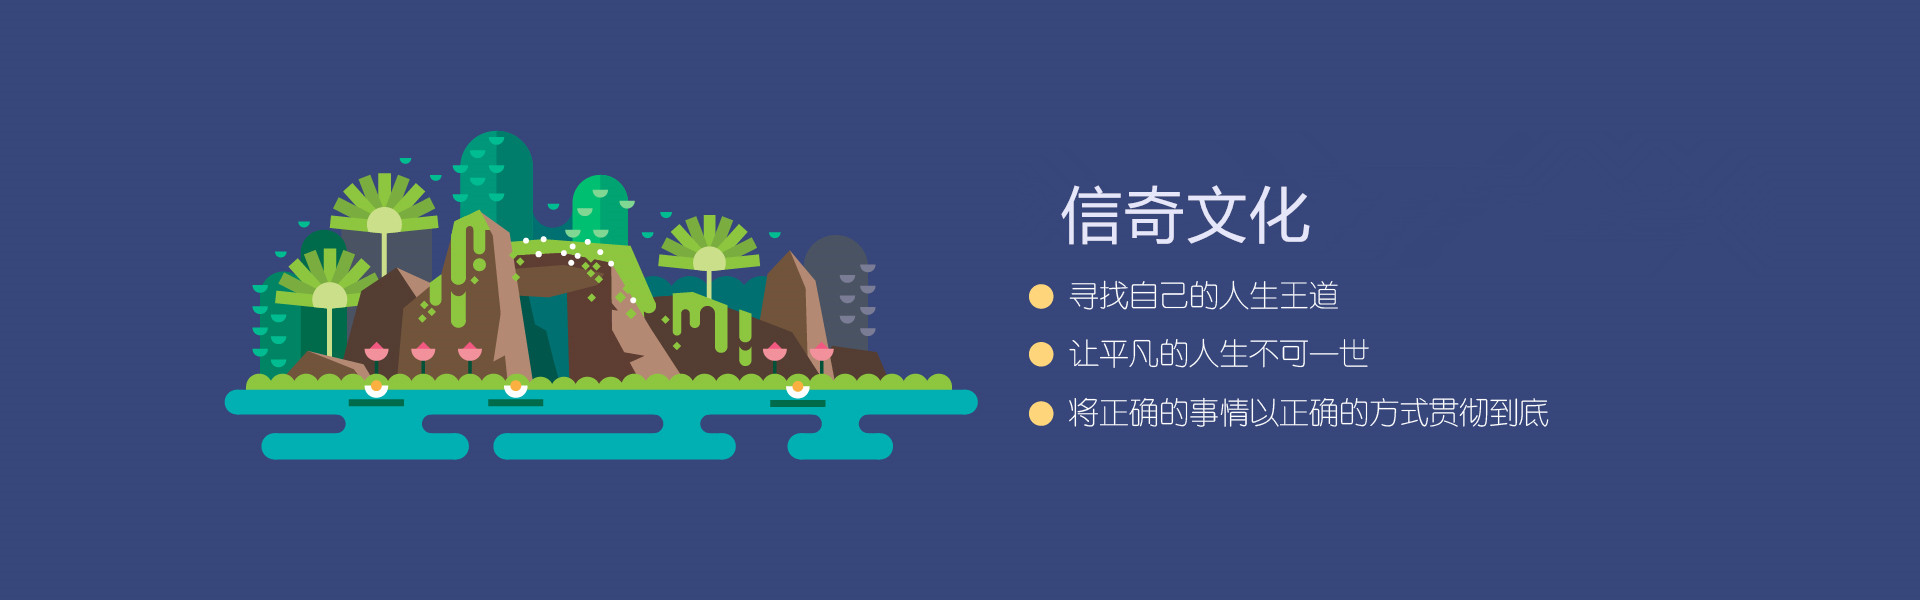 信奇文化
寻找自己的人生王道
让平凡的人生不可一世
将正确的事情以正确的方式贯彻到底